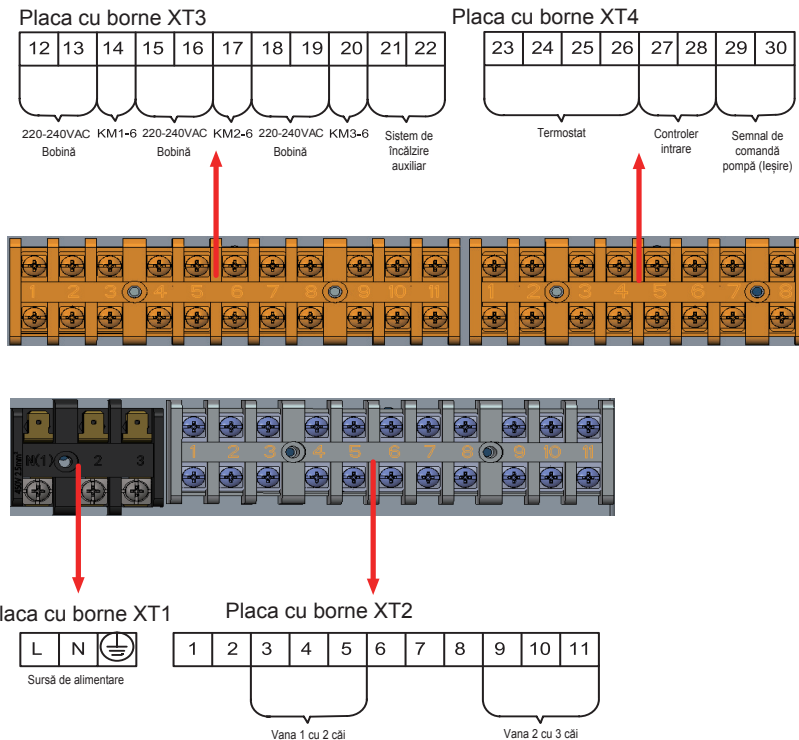 Placa cu borne XT3
12 13 14 15 16 17 18 19 20 21 22
220-240VAC Bobină
KM1-6
220-240VAC Bobină
KM2-6
220-240VAC Bobină
KM3-6
Sistem de
încălzire
auxiliar
Placa cu borne XT4
23 24 25 26 27 28 29 30
Termostat
Controler
intrare
Semnal de
comandă
pompă (Ieșire)
1 2 3 4 5 6 7 8 9 10 11
1 2 3 4 5 6 7 8
N(1) 2 3
450V 25mm²
1 2 3 4 5 6 7 8 9 10 11
laca cu borne XT1
L N
Sursă de alimentare
Placa cu borne XT2
1 2 3 4 5 6 7 8 9 10 11
Vana 1 cu 2 căi
Vana 2 cu 3 căi